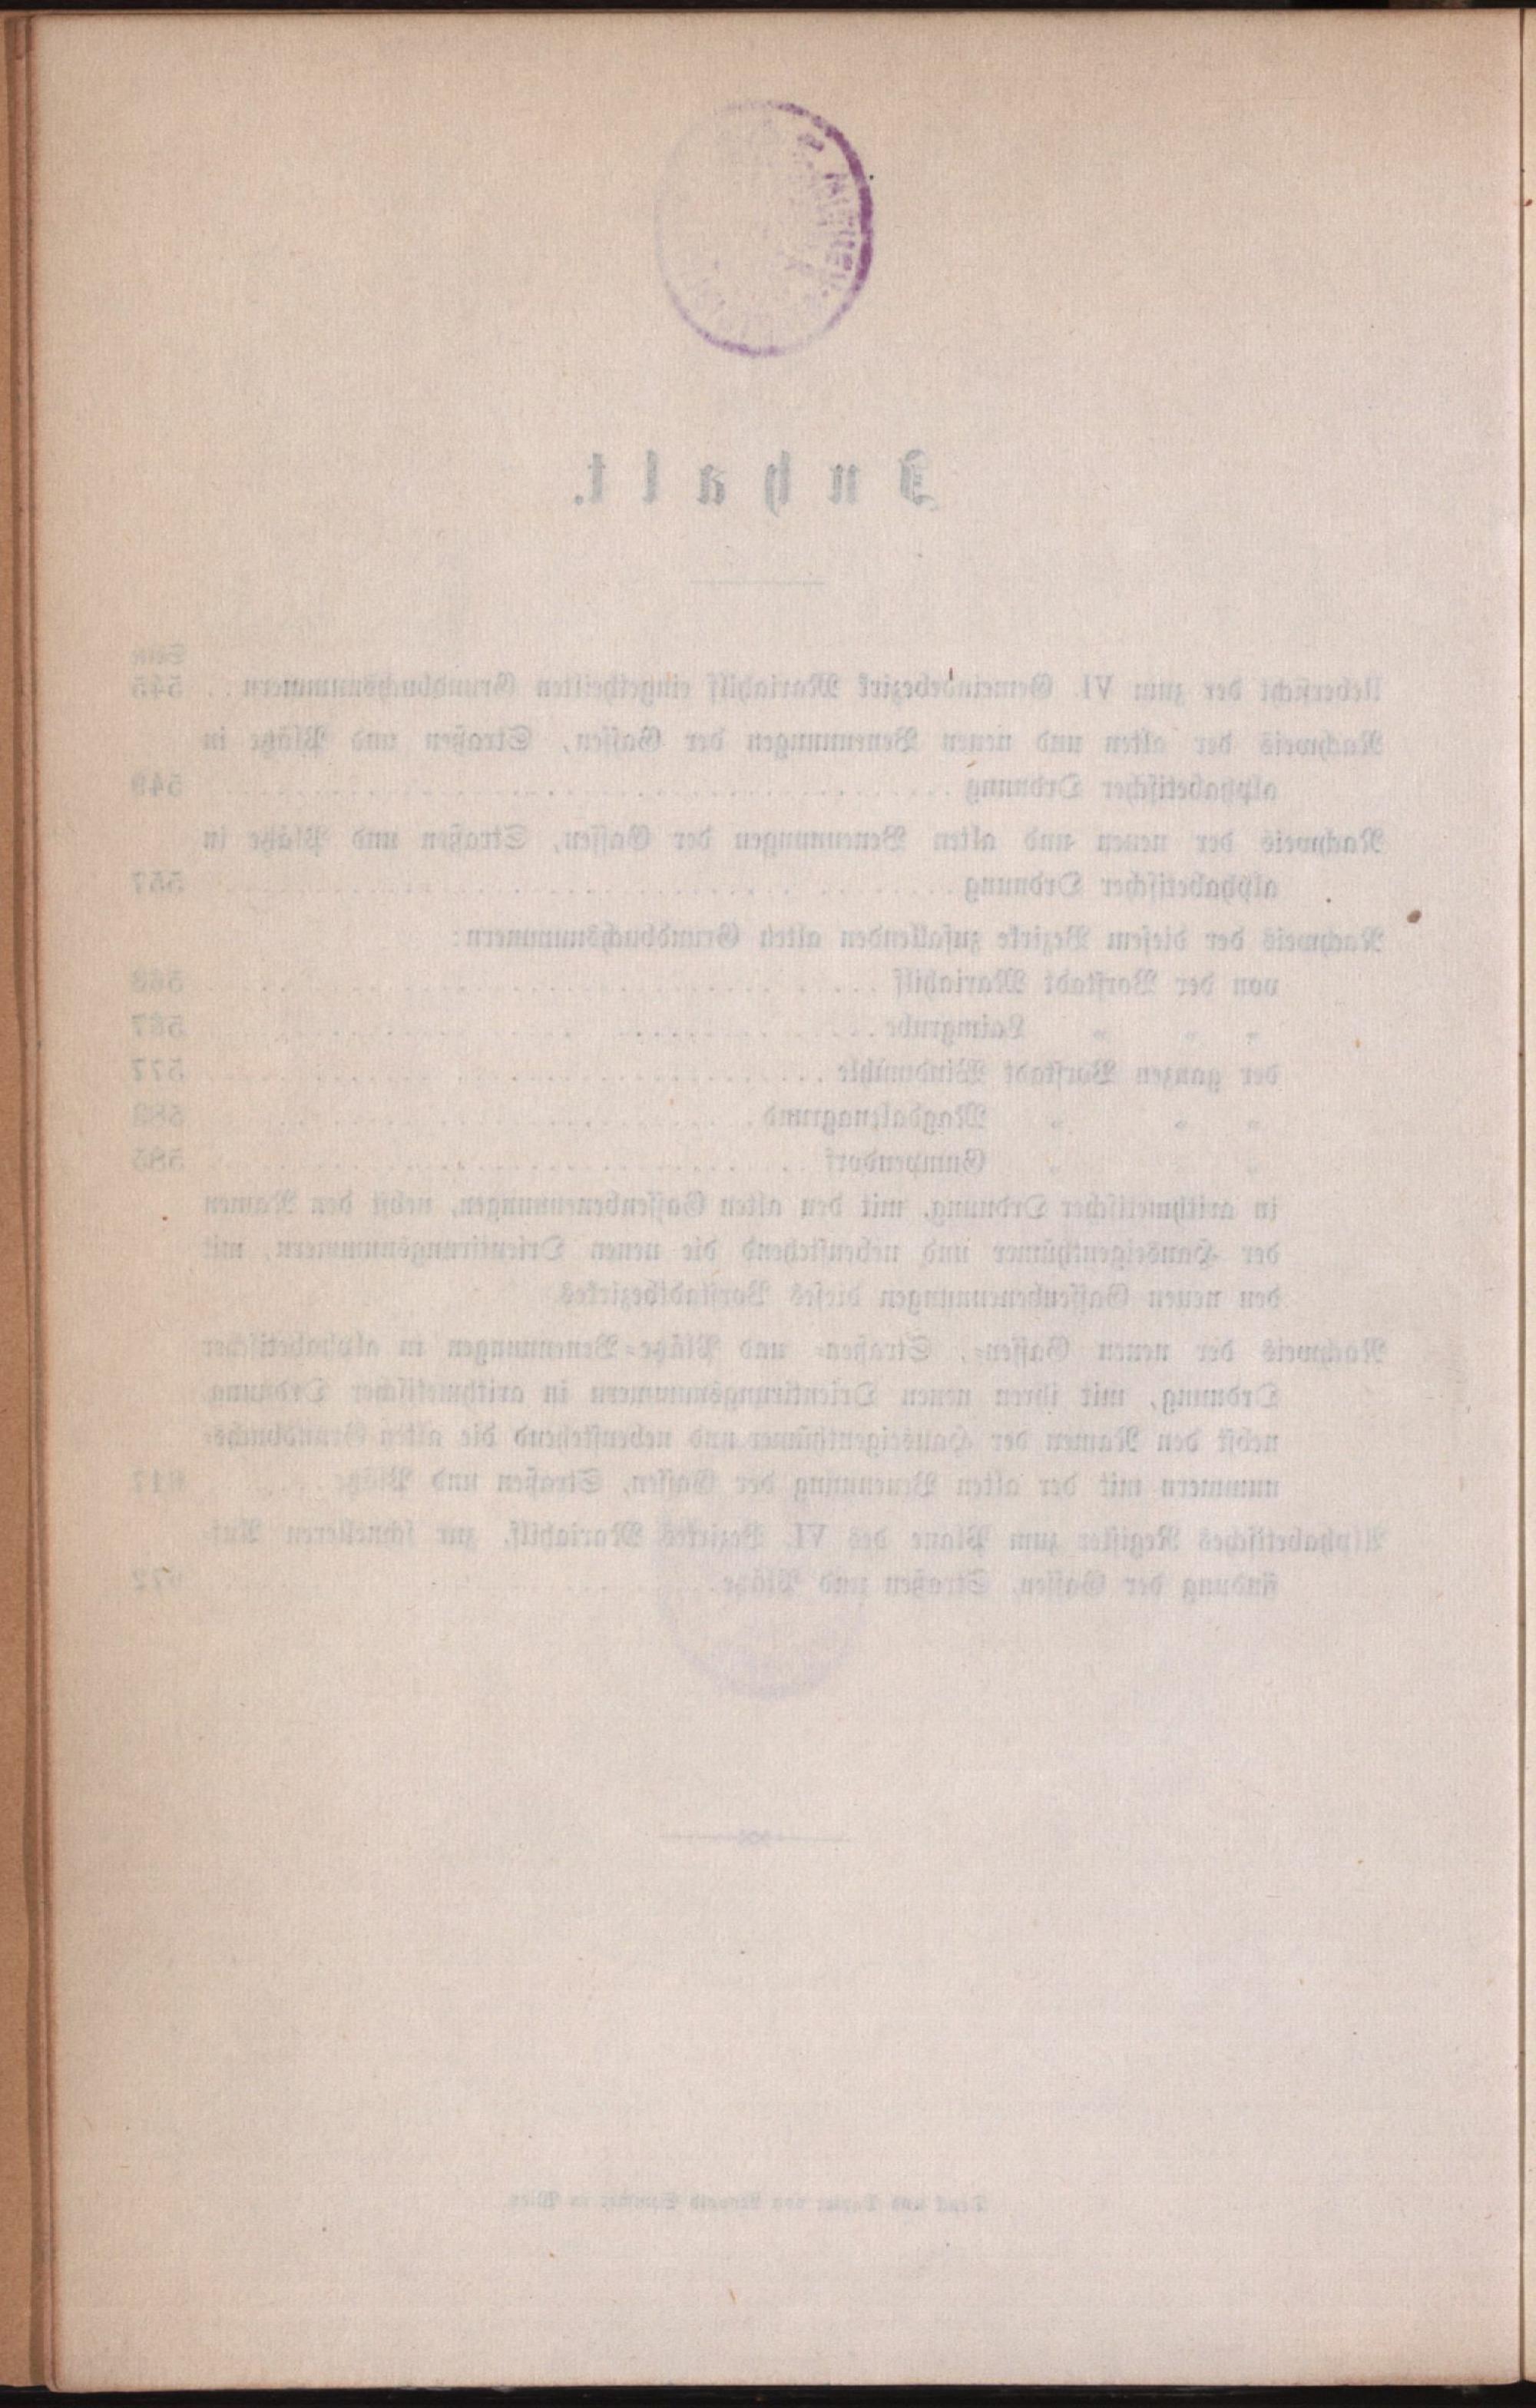 Inhalt.
Seite
Uebersicht der zum VI. Gemeindebezirk Mariahilf eingetheilten Grundbuchsnummern . . 545
Nachweis der alten und neuen Benennungen der Gassen, Straßen und Plätze in
alphabetischer Ordnung . . . . . . . . . . 549
Nachweis der neuen und alten Benennungen der Gassen, Straßen und Plätze in
alphabetischer Ordnung . . . . . . . . . . 557
Nachweis der diesem Bezirke zufallenden alten Grundbuchsnummern:
von der Vorstadt Mariahilf . . . . . . . . . .
" " " Laimgrube . . . . . . . . . . 567
der ganzen Vorstadt Windmühle . . . . . . . . . . 577
" " " Magdalenagrund . . . . . . . . . .
" " " Gumpendorf . . . . . . . . . . 585
in arithmetischer Ordnung, mit den alten Gassenbenennungen, nebst den Namen
der Hauseigenthümer und nebenstehend die neuen Orientirungsnummern, mit
den neuen Gassenbenennungen dieses Vorstadtbezirkes
Nachweis der neuen Gassen-, Straßen- und Plätze-Benennungen in alphabetischer
Ordnung, mit ihren neuen Orientirungsnummern in arithmetischer Ordnung
nebst den Namen der Hauseigenthümer und nebenstehend die alten Grundbuchs-
nummern mit der alten Benennung der Gassen, Straßen und Plätze . . . . 617
Alphabetisches Register zum Plane des VI. Bezirkes Mariahilf, zur schnelleren Auf-
findung der Gassen, Straßen und Plätze . . . . . . . . . .
Druck und von in Wien.